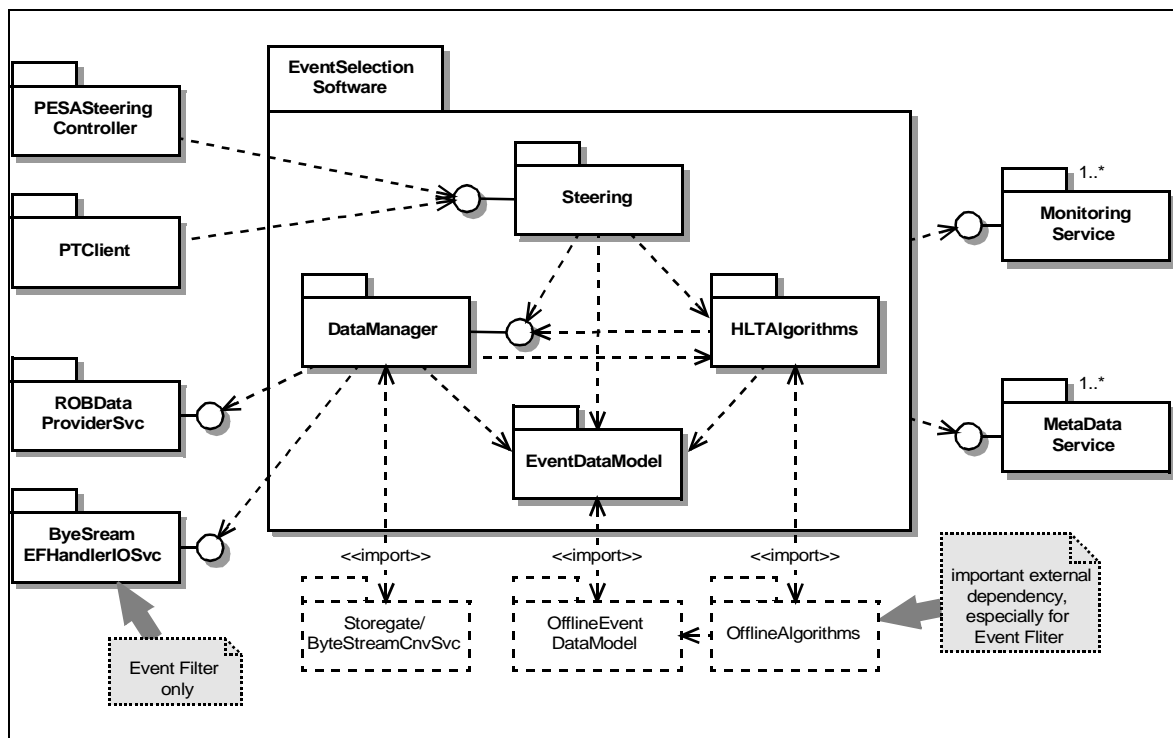 EventSelection
Software
PESASteering
Controller
PTClient
Steering
1..*
Monitoring
Service
DataManager
HLTAlgorithms
ROBData
ProviderSvc
1..*
MetaData
Service
EventDataModel
ByeSream
EFHandlerIOSvc
<<import>>
<<import>>
<<import>>
Storegate/
ByteStreamCnvSvc
OfflineEvent
DataModel
OfflineAlgorithms
important external
dependency,
especially for
Event Fliter
Event Filter
only